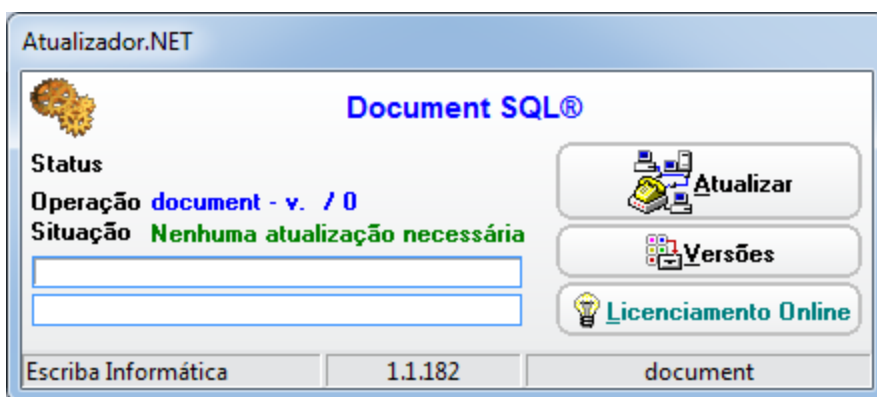 Atualizador.NET
Document SQL®
Status
Operação document - v. / 0
Situação Nenhuma atualização necessária
Atualizar
Versões
Licenciamento Online
Escriba Informática 1.1.182 document